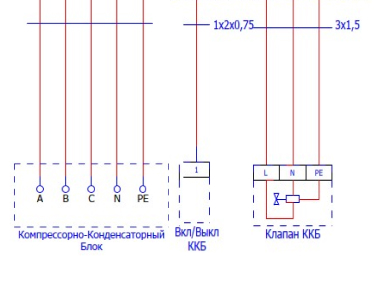 1x2x0,75
3x1,5
1
L N PE
A B C N PE
Компрессорно-Конденсаторный
Блок
Вкл/Выкл
ККБ
Клапан ККБ